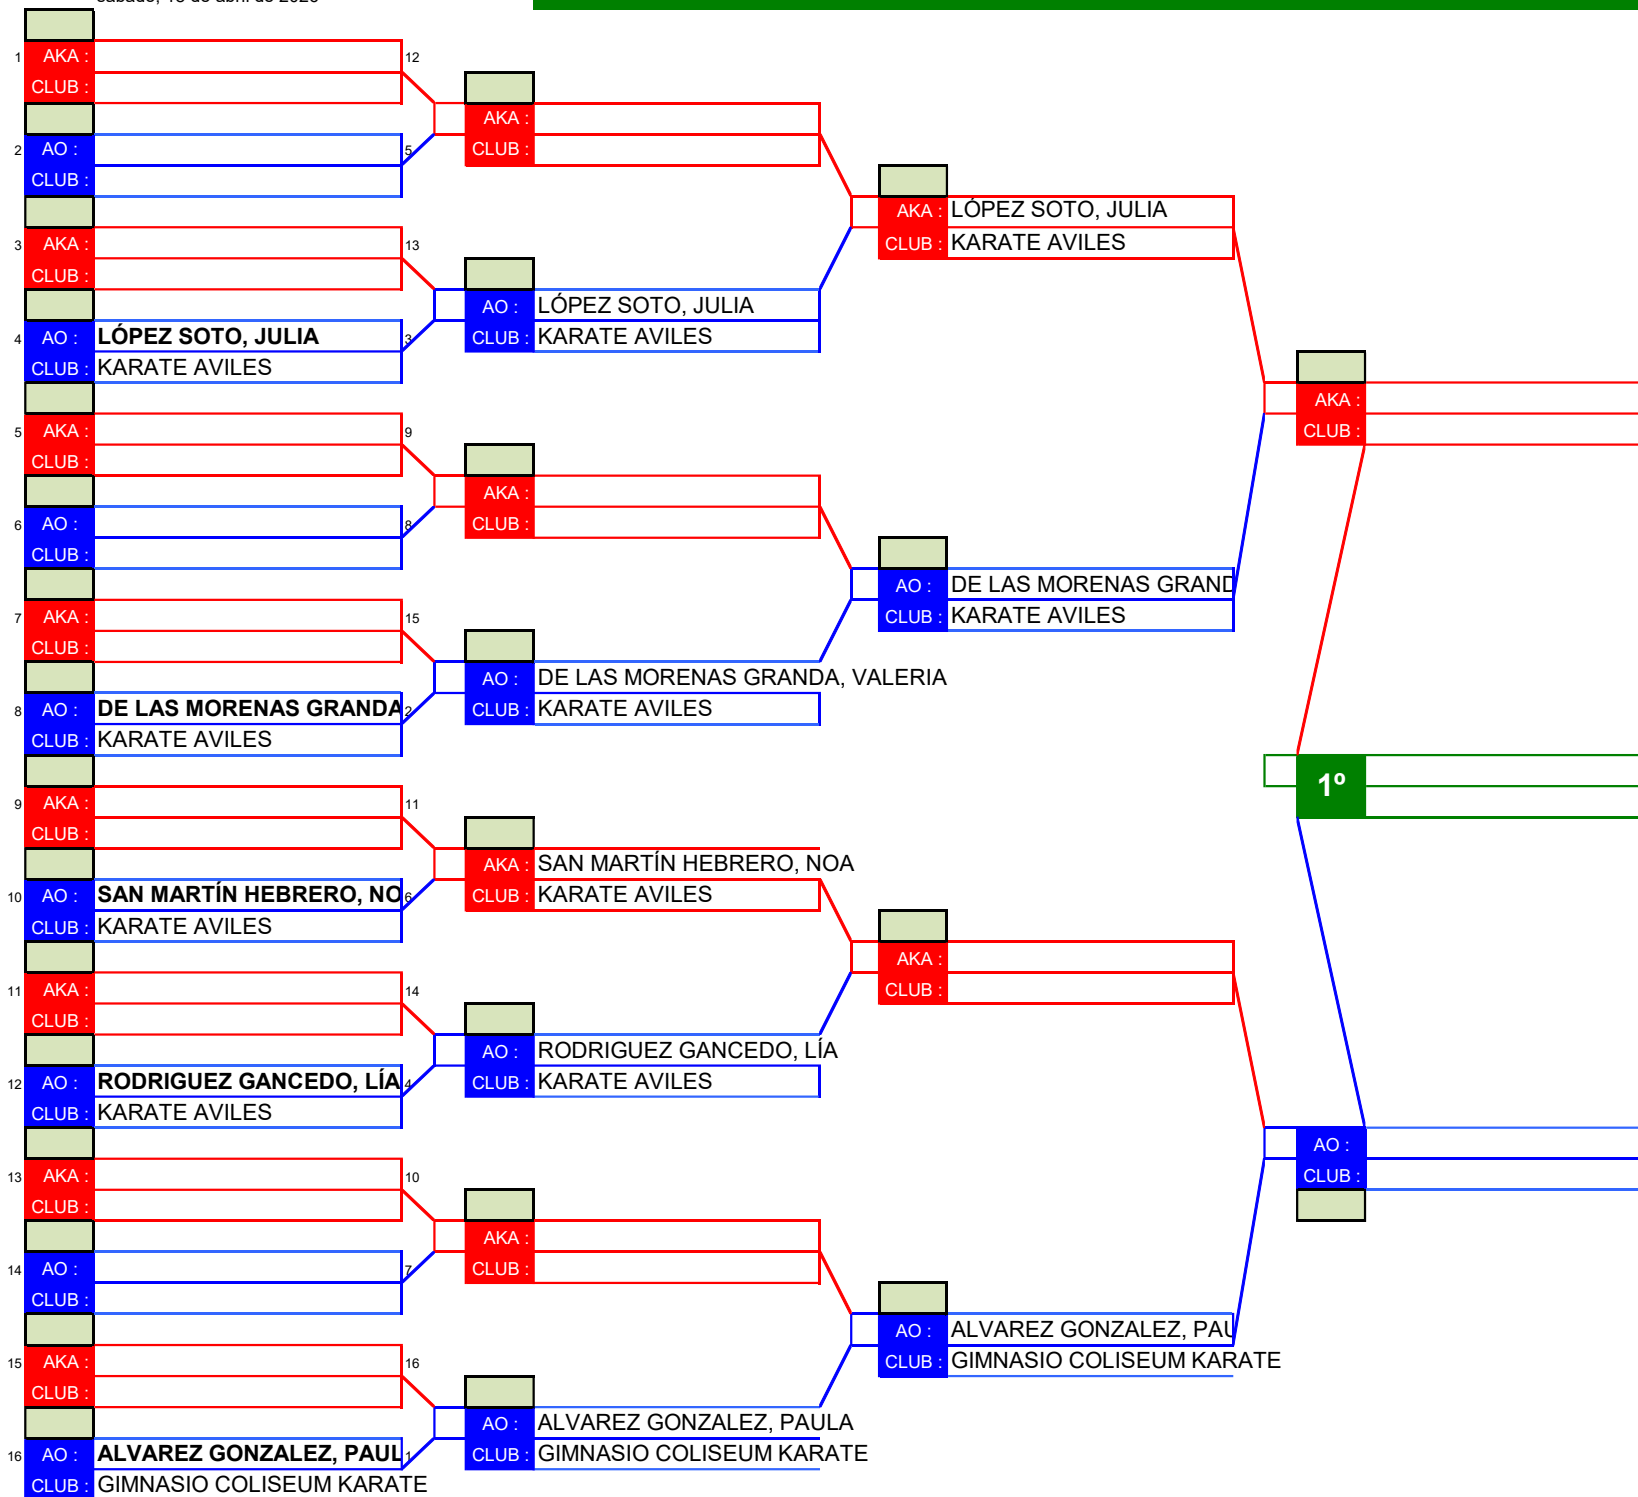 sábado, de abril de
1 AKA : 12
CLUB :
2 AO : 5
CLUB :
3 AKA : 13
CLUB :
4 AO : LÓPEZ SOTO, JULIA 3
CLUB : KARATE AVILES
5 AKA : 9
CLUB :
6 AO : 8
CLUB :
7 AKA : 15
CLUB :
8 AO : DE LAS MORENAS GRANDA 2
CLUB : KARATE AVILES
9 AKA : 11
CLUB :
10 AO : SAN MARTÍN HEBRERO, NO 6
CLUB : KARATE AVILES
11 AKA : 14
CLUB :
12 AO : RODRIGUEZ GANCEDO, LÍA 4
CLUB : KARATE AVILES
13 AKA : 10
CLUB :
14 AO : 7
CLUB :
15 AKA : 16
CLUB :
16 AO : ALVAREZ GONZALEZ, PAUL 1
CLUB : GIMNASIO COLISEUM KARATE
AKA :
CLUB :
AO : LÓPEZ SOTO, JULIA
CLUB : KARATE AVILES
AKA :
CLUB :
AO : DE LAS MORENAS GRANDA, VALERIA
CLUB : KARATE AVILES
AKA : SAN MARTÍN HEBRERO, NOA
CLUB : KARATE AVILES
AO : RODRIGUEZ GANCEDO, LÍA
CLUB : KARATE AVILES
AKA :
CLUB :
AO : ALVAREZ GONZALEZ, PAULA
CLUB : GIMNASIO COLISEUM KARATE
AKA : LÓPEZ SOTO, JULIA
CLUB : KARATE AVILES
AO : DE LAS MORENAS GRAND
CLUB : KARATE AVILES
AKA :
CLUB :
AO : ALVAREZ GONZALEZ, PAU
CLUB : GIMNASIO COLISEUM KARATE
AKA :
CLUB :
1º
AO :
CLUB :